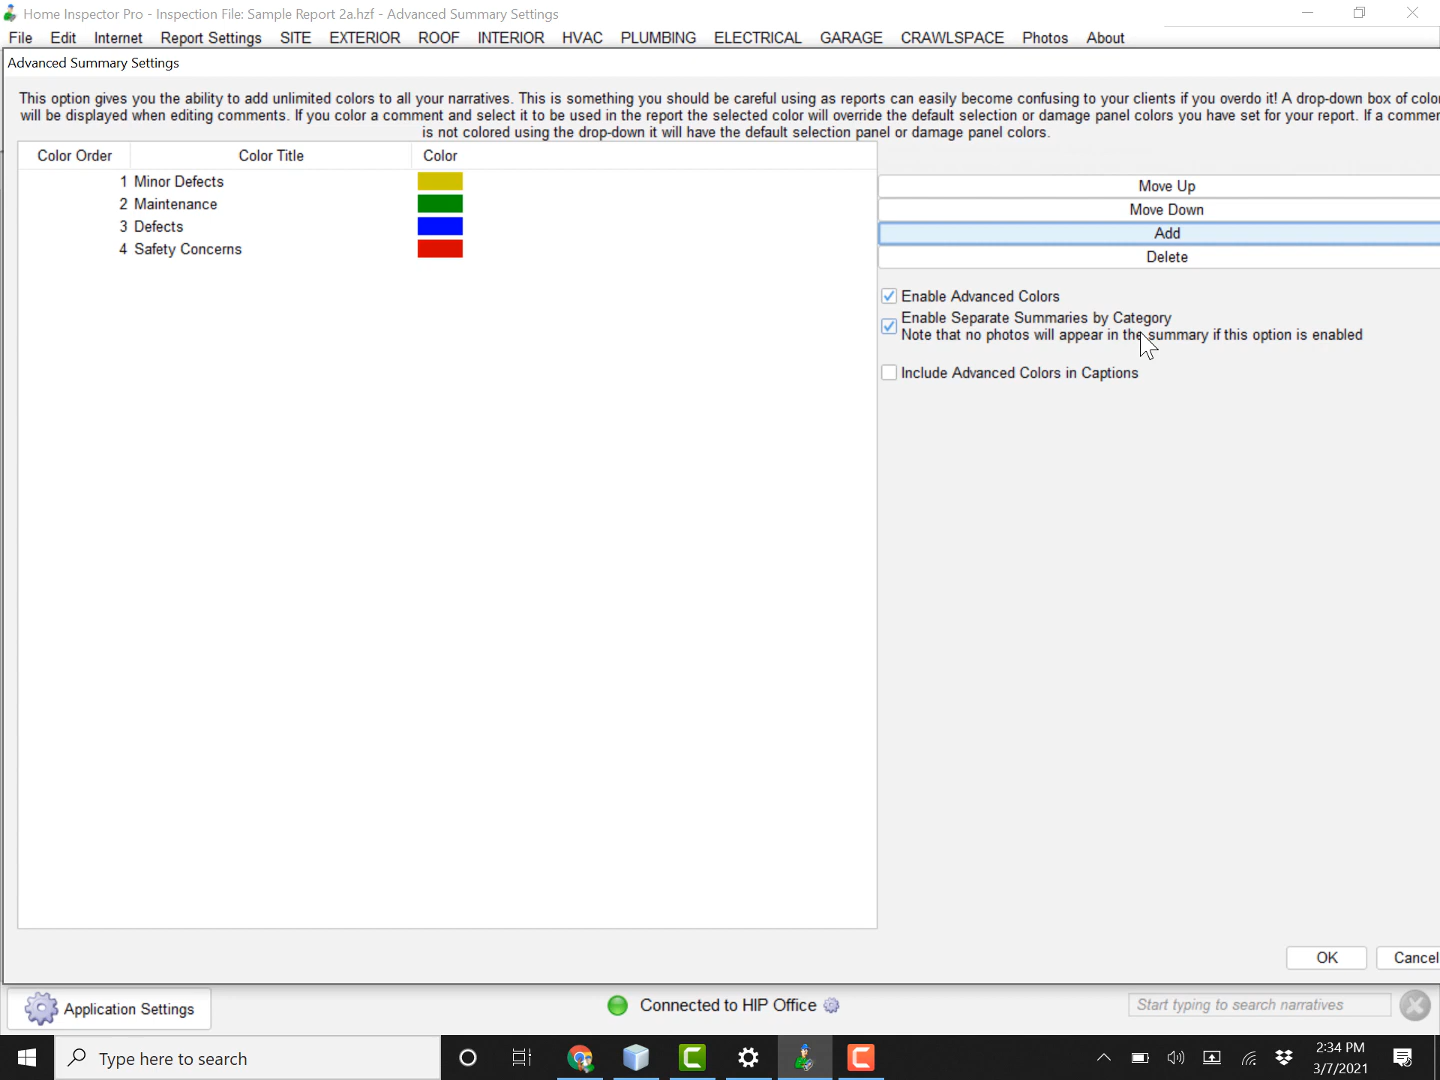 Home Inspector Pro - Inspection File: Sample Report 2a.hzf - Advanced Summary Settings
File Edit Internet Report Settings SITE EXTERIOR ROOF INTERIOR HVAC PLUMBING ELECTRICAL GARAGE CRAWLSPACE Photos About
Advanced Summary Settings
This option gives you the ability to add unlimited colors to all your narratives. This is something you should be careful using as reports can easily become confusing to your clients if you overdo it! A drop-down box of colo
will be displayed when editing comments. If you color a comment and select it to be used in the report the selected color will override the default selection or damage panel colors you have set for your report. If a commer
is not colored using the drop-down it will have the default selection panel or damage panel colors.
Color Order Color Title Color
1 Minor Defects
2 Maintenance
3 Defects
4 Safety Concerns
Move Up
Move Down
Add
Delete
Enable Advanced Colors
Enable Separate Summaries by Category
Note that no photos will appear in the summary if this option is enabled
Include Advanced Colors in Captions
OK Cancel
Application Settings Connected to HIP Office Start typing to search narratives
Type here to search
2:34 PM
3/7/2021